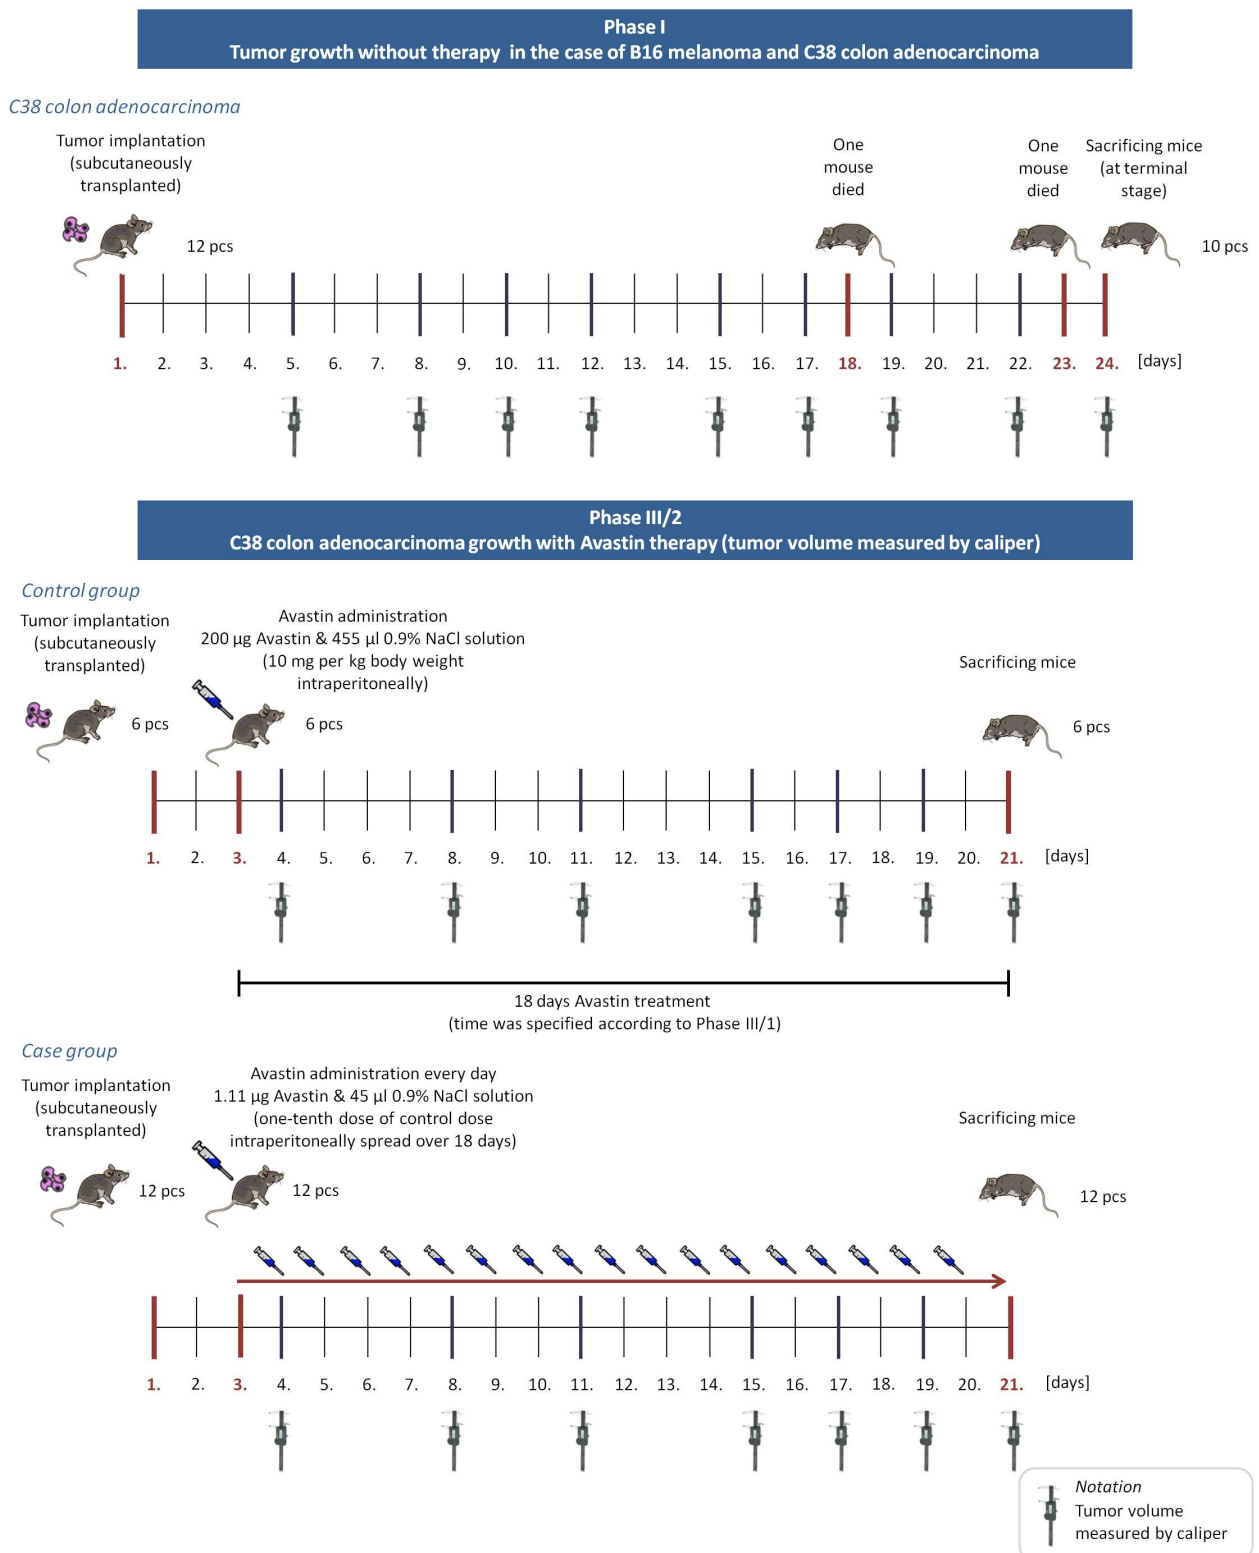 Phase I
Tumor growth without therapy in the case of B16 melanoma and C38 colon adenocarcinoma
C38 colon adenocarcinoma
Tumor implantation
(subcutaneously
transplanted)
12 pcs
One
mouse
died
One
mouse
died
Sacrificing mice
(at terminal
stage)
10 pcs
1. 2. 3. 4. 5. 6. 7. 8. 9. 10. 11. 12. 13. 14. 15. 16. 17. 18. 19. 20. 21. 22. 23. 24. [days]
Phase III/2
C38 colon adenocarcinoma growth with Avastin therapy (tumor volume measured by caliper)
Control group
Tumor implantation
(subcutaneously
transplanted)
6 pcs
Avastin administration
200 µg Avastin & 455 µl 0.9% NaCl solution
(10 mg per kg body weight
intraperitoneally)
6 pcs
Sacrificing mice
6 pcs
1. 2. 3. 4. 5. 6. 7. 8. 9. 10. 11. 12. 13. 14. 15. 16. 17. 18. 19. 20. 21. [days]
18 days Avastin treatment
(time was specified according to Phase III/1)
Case group
Tumor implantation
(subcutaneously
transplanted)
12 pcs
Avastin administration every day
1.11 µg Avastin & 45 µl 0.9% NaCl solution
(one-tenth dose of control dose
intraperitoneally spread over 18 days)
12 pcs
Sacrificing mice
12 pcs
1. 2. 3. 4. 5. 6. 7. 8. 9. 10. 11. 12. 13. 14. 15. 16. 17. 18. 19. 20. 21. [days]
Notation
Tumor volume
measured by caliper